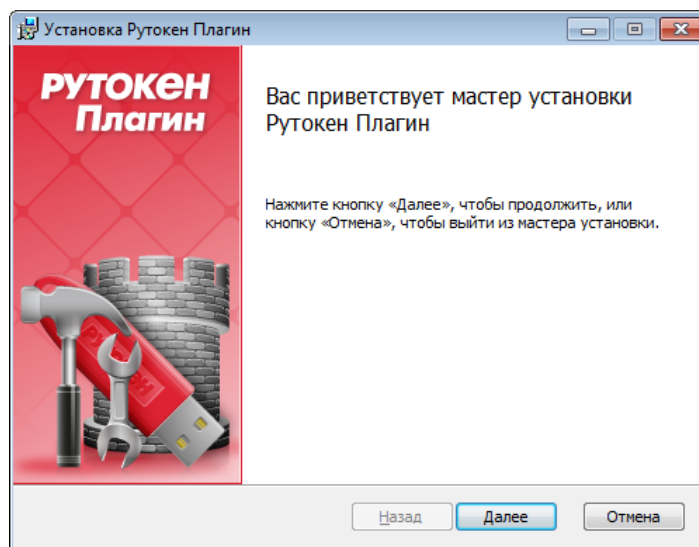 Установка Рутокен Плагин
РУТОКЕН
Плагин
Вас приветствует мастер установки
Рутокен Плагин
Нажмите кнопку «Далее», чтобы продолжить, или
кнопку «Отмена», чтобы выйти из мастера установки.
РУТОКЕН
Назад
Далее
Отмена